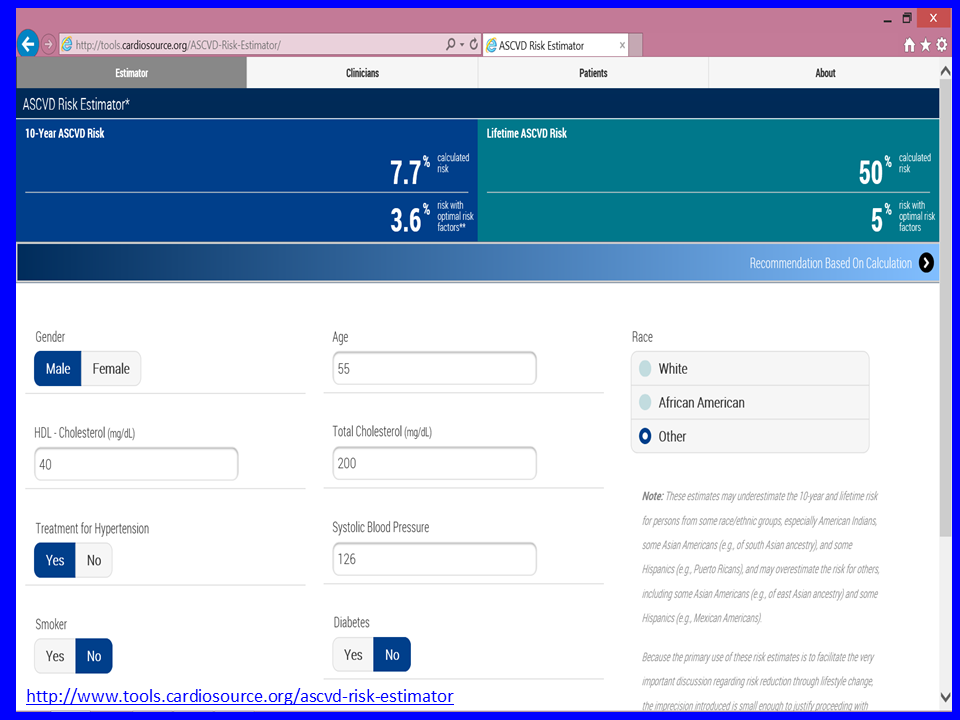 http://tools.cardiosource.org/ASCVD-Risk-Estimator/
ASCVD Risk Estimator
x
Estimator
Clinicians
Patients
About
ASCVD Risk Estimator*
10-Year ASCVD Risk
7.7% calculated
risk
3.6% risk with
optimal risk
factors**
Lifetime ASCVD Risk
50% calculated
risk
5% risk with
optimal risk
factors
Recommendation Based On Calculation
Gender
Male Female
Age
55
Race
White
African American
Other
HDL - Cholesterol (mg/dL)
40
Total Cholesterol (mg/dL)
200
Treatment for Hypertension
Yes No
Systolic Blood Pressure
126
Smoker
Yes No
Diabetes
Yes No
Note: These estimates may underestimate the 10-year and lifetime risk
for persons from some race/ethnic groups, especially American Indians,
some Asian Americans (e.g., of south Asian ancestry), and some
Hispanics (e.g., Puerto Ricans), and may overestimate the risk for others,
including some Asian Americans (e.g., of east Asian ancestry) and some
Hispanics (e.g., Mexican Americans).
Because the primary use of these risk estimates is to facilitate the very
important discussion regarding risk reduction through lifestyle change,
the imprecision introduced is small enough to justify proceeding with
http://www.tools.cardiosource.org/ascvd-risk-estimator